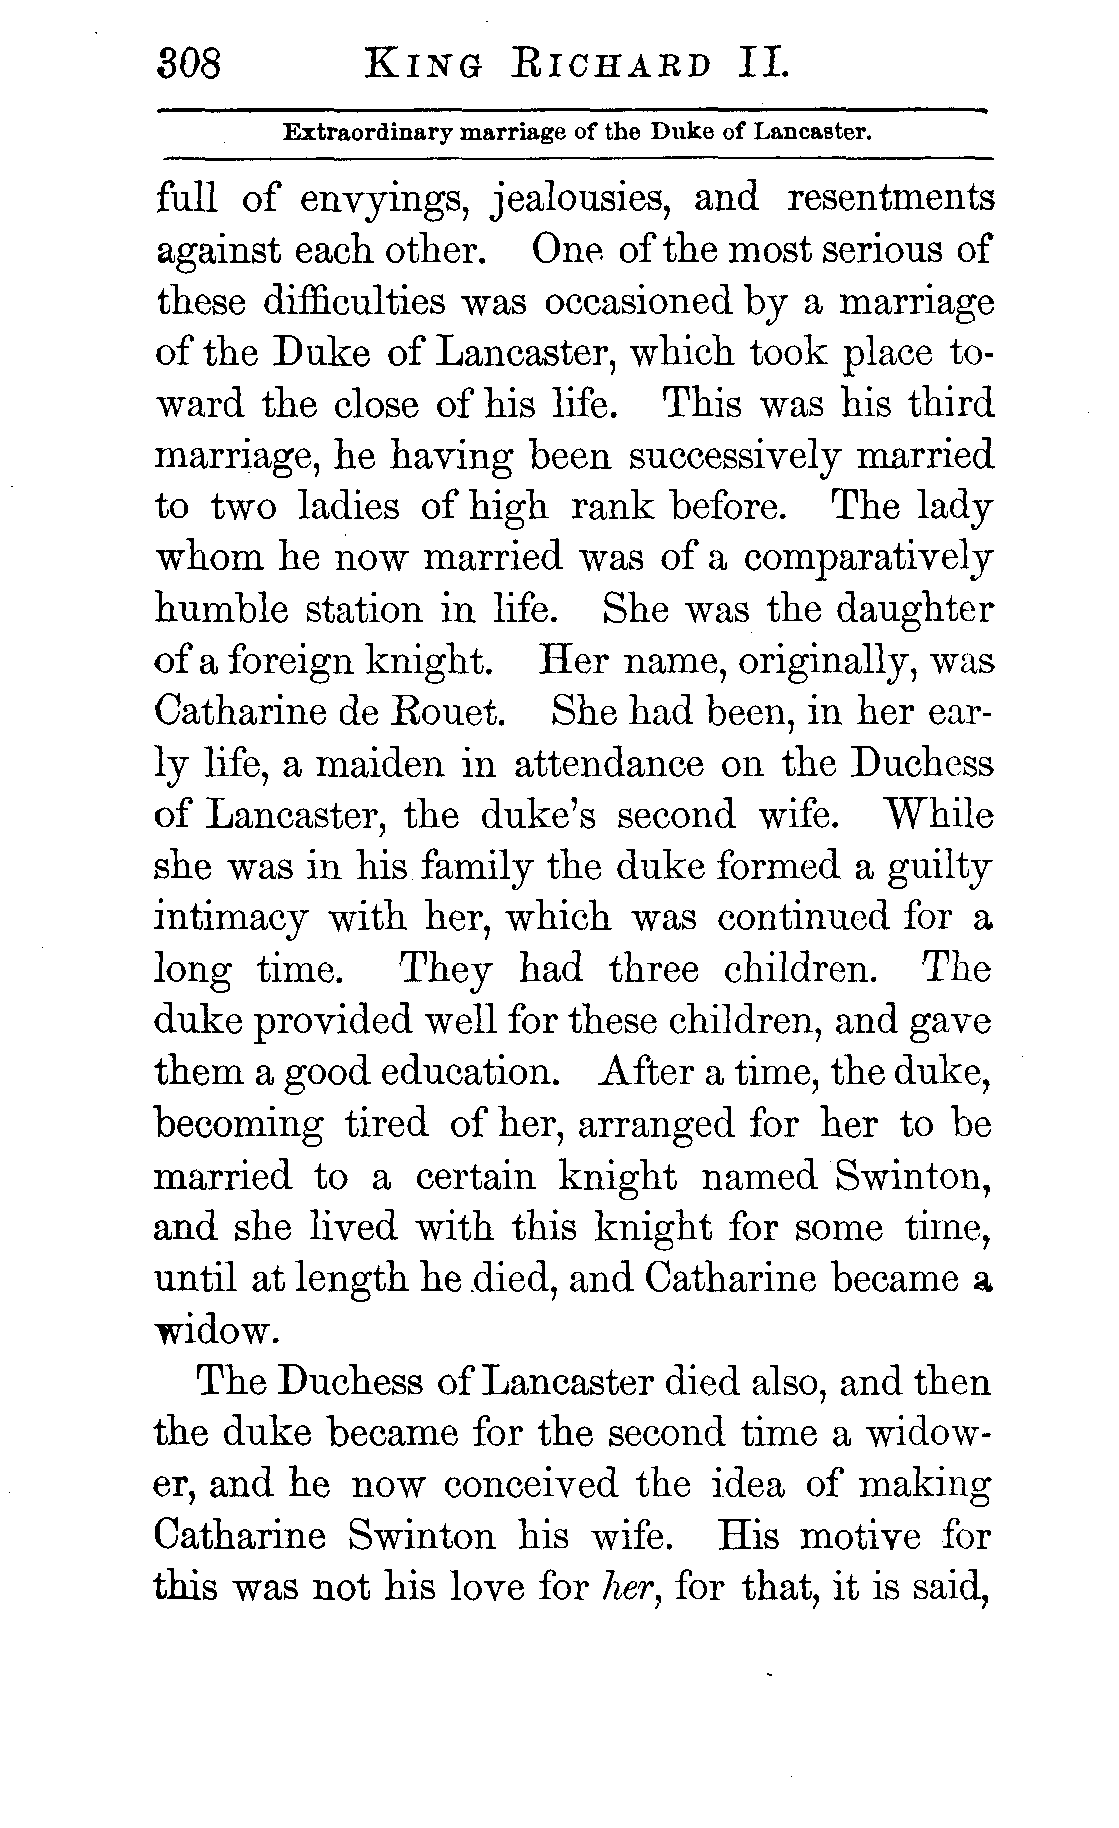 308 KING RICHARD II.
Extraordinary marriage of the Duke of Lancaster.
full of envyings, jealousies, and resentments
against each other. One of the most serious of
these difficulties was occasioned by a marriage
of the Duke of Lancaster, which took place to-
ward the close of his life. This was his third
marriage, he having been successively married
to two ladies of high rank before. The lady
whom he now married was of a comparatively
humble station in life. She was the daughter
of a foreign knight. Her name, originally, was
Catharine de Rouet. She had been, in her ear-
ly life, a maiden in attendance on the Duchess
of Lancaster, the duke's second wife. While
she was in his family the duke formed a guilty
intimacy with her, which was continued for a
long time. They had three children. The
duke provided well for these children, and gave
them a good education. After a time, the duke,
becoming tired of her, arranged for her to be
married to a certain knight named Swinton,
and she lived with this knight for some time,
until at length he died, and Catharine became a
widow.
The Duchess of Lancaster died also, and then
the duke became for the second time a widow-
er, and he now conceived the idea of making
Catharine Swinton his wife. His motive for
this was not his love for her, for that, it is said,